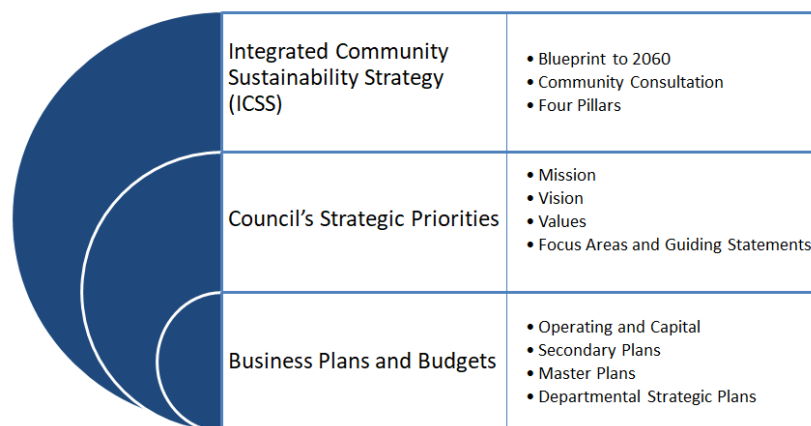 Integrated Community
Sustainability Strategy
(ICSS)
• Blueprint to 2060
• Community Consultation
• Four Pillars
Council’s Strategic Priorities
• Mission
• Vision
• Values
• Focus Areas and Guiding Statements
Business Plans and Budgets
• Operating and Capital
• Secondary Plans
• Master Plans
• Departmental Strategic Plans